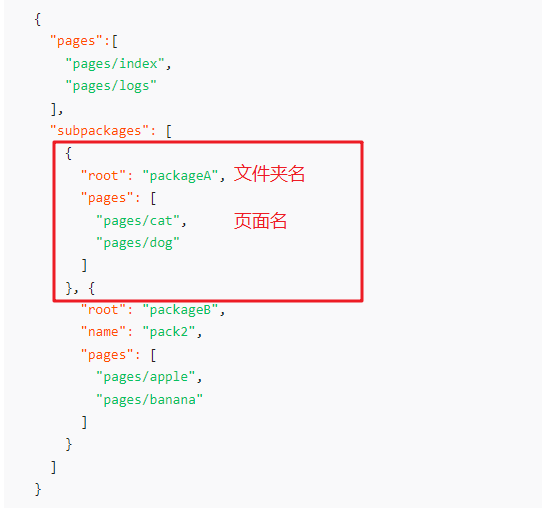 {
  "pages":[
    "pages/index",
    "pages/logs"
  ],
  "subpackages": [
    {
      "root": "packageA", 文件夹名
      "pages": [
        "pages/cat", 页面名
        "pages/dog"
      ]
    }, {
      "root": "packageB",
      "name": "pack2",
      "pages": [
        "pages/apple",
        "pages/banana"
      ]
    }
  ]
}